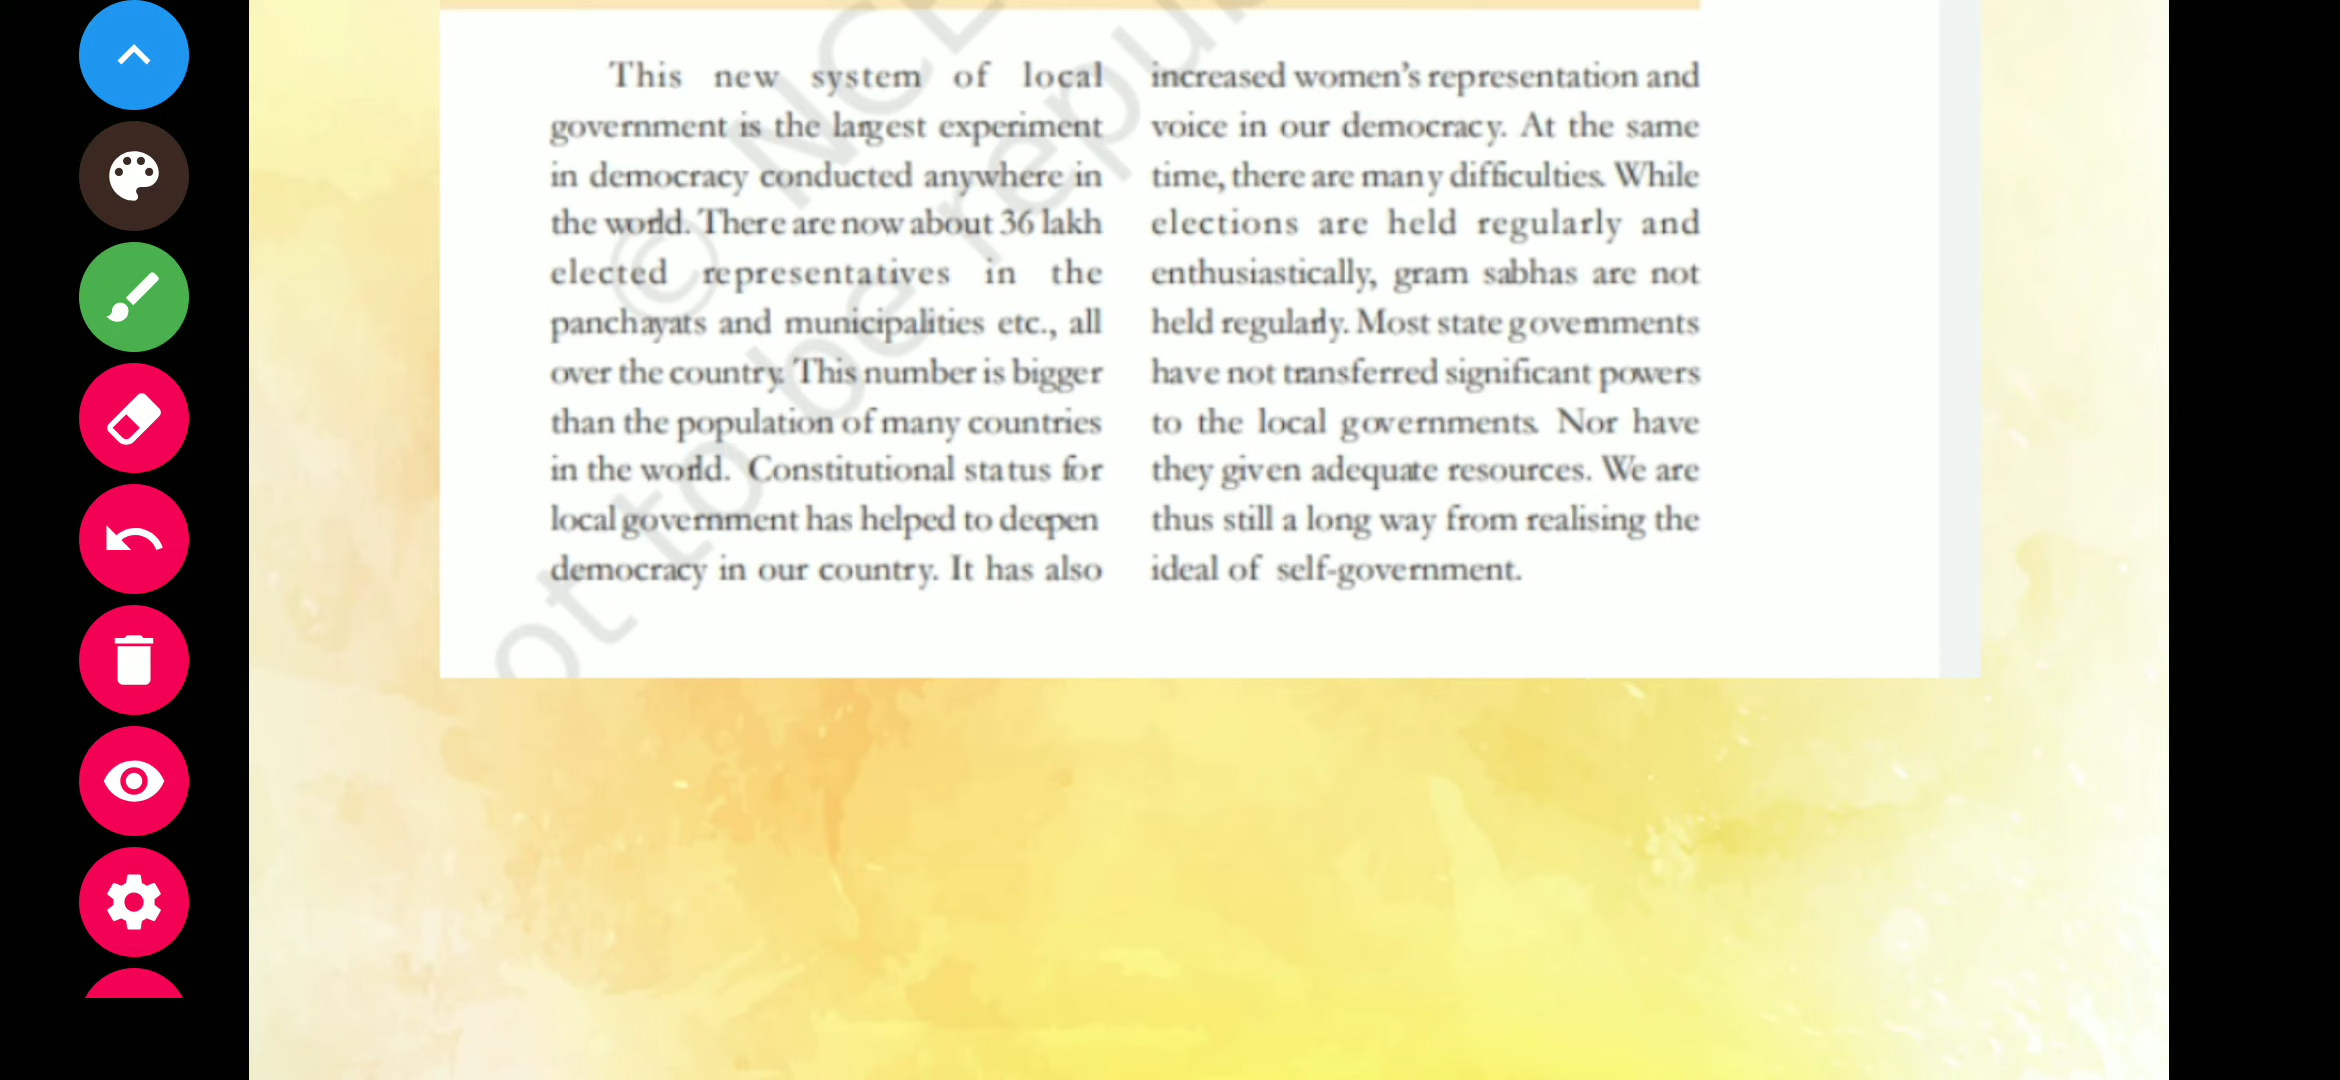 This new system of local
government is the largest experiment
in democracy conducted anywhere in
the world. There are now about 36 lakh
elected representatives in the
panchayats and municipalities etc., all
over the country. This number is bigger
than the population of many countries
in the world. Constitutional status for
local government has helped to deepen
democracy in our country. It has also
increased women's representation and
voice in our democracy. At the same
time, there are many difficulties. While
elections are held regularly and
enthusiastically, gram sabhas are not
held regularly. Most state governments
have not transferred significant powers
to the local governments. Nor have
they given adequate resources. We are
thus still a long way from realising the
ideal of self-government.
© NCE
ot to be repub